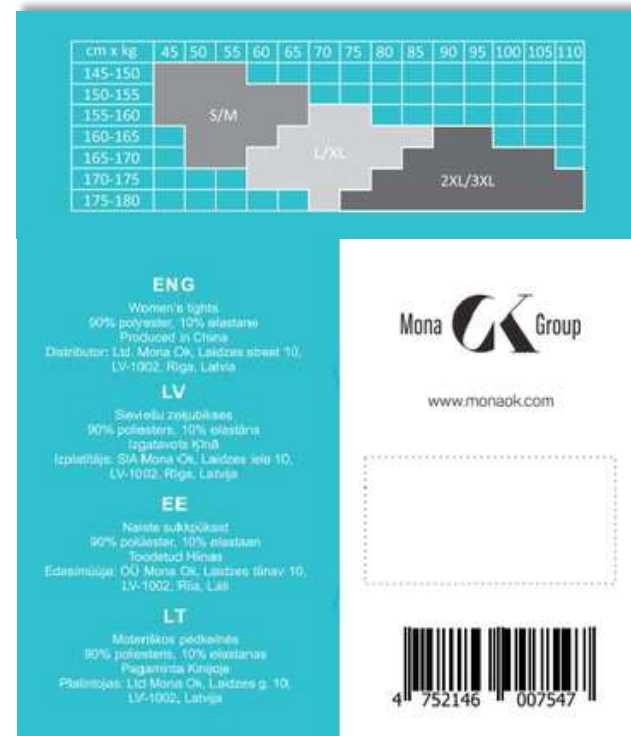 cm x kg 45 50 55 60 65 70 75 80 85 90 95 100 105 110
145-150
150-155
155-160
160-165
165-170
170-175
175-180
S/M
L/XL
2XL/3XL
ENG
Women's tights
90% polyester, 10% elastane
Produced in China
Distributor: Ltd. Mona Ok, Laidzes street 10,
LV-1002, Riga, Latvia
LV
Sieviešu zeķubikses
90% poliesters, 10% elastāns
Izgatavots Ķīnā
Izplatītājs: SIA Mona Ok, Laidzes iela 10,
LV-1002, Rīga, Latvija
EE
Naiste sukkpüksid
90% polüester, 10% elastaan
Toodetud Hiinas
Edasimüüja: OÜ Mona Ok, tänav 10,
LV-1002, Riia, Läti
LT
Moteriškos pėdkelnės
90% poliesteris, 10% elastanas
Pagaminta Kinijoje
Platintojas: Ltd Mona Ok, Laidzes g. 10,
LV-1002, Latvija
Mona OK Group
www.monaok.com
4 752146 007547